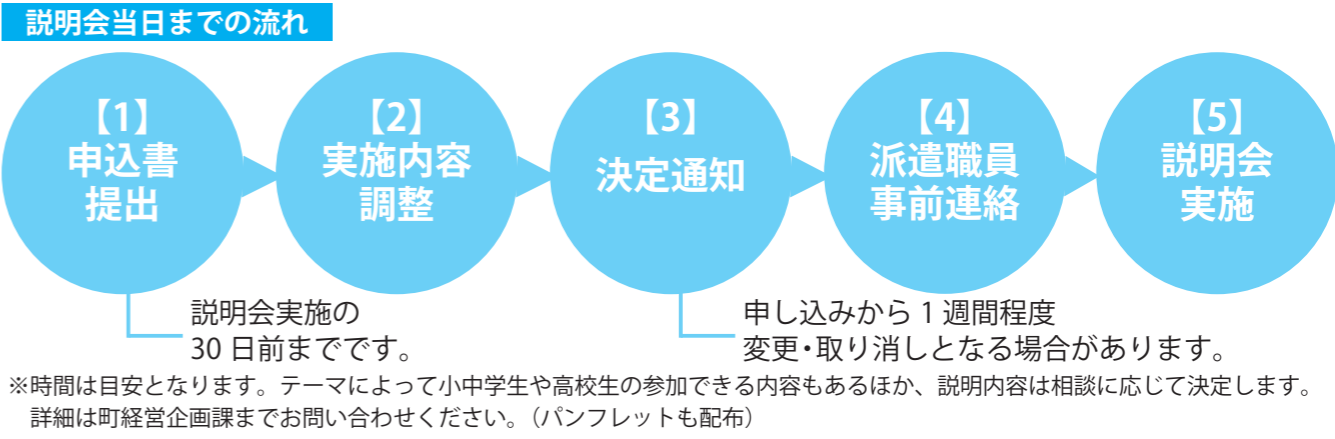 説明会当日までの流れ
【1】
申込書
提出
【2】
実施内容
調整
【3】
決定通知
【4】
派遣職員
事前連絡
【5】
説明会
実施
説明会実施の
30 日前までです。
申し込みから 1 週間程度
変更・取り消しとなる場合があります。
※時間は目安となります。テーマによって小中学生や高校生の参加できる内容もあるほか、説明内容は相談に応じて決定します。
詳細は町経営企画課までお問い合わせください。（パンフレットも配布）